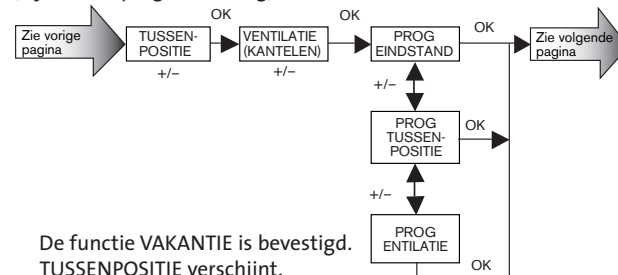 OK
OK
OK
Zie vorige
pagina
TUSSEN-
POSITIE
VENTILATIE
(KANTELEN)
PROG
EINDSTAND
Zie volgende
pagina
+/–
+/–
+/–
PROG
TUSSEN-
POSITIE
OK
+/–
PROG
ENTILATIE
OK
De functie VAKANTIE is bevestigd.
TUSSENPOSITIE verschijnt.